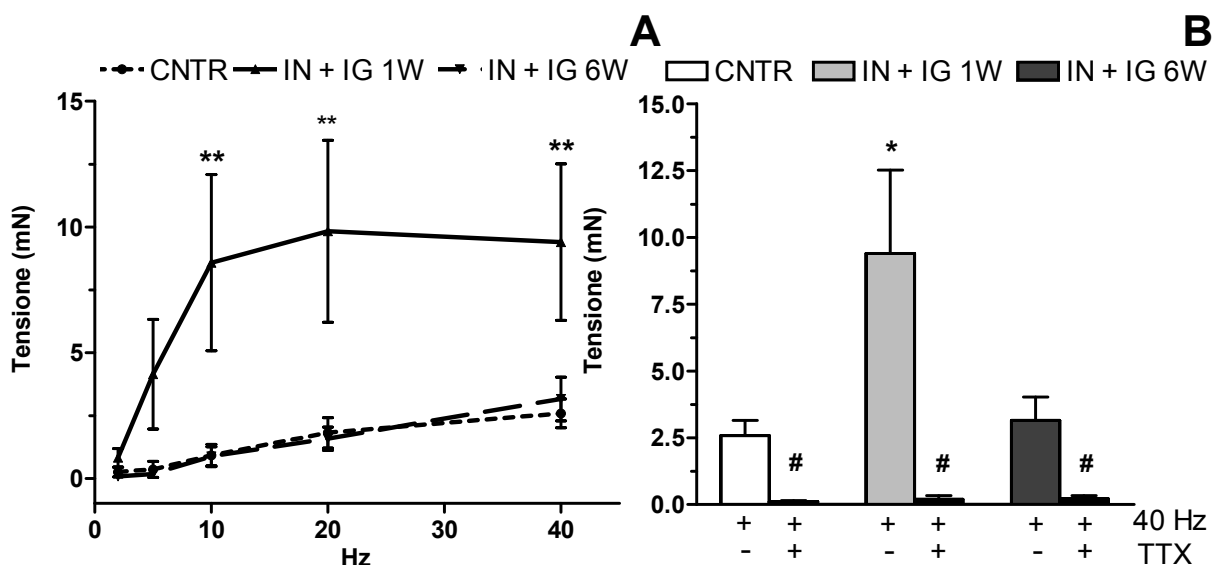 A
CNTR IN + IG 1W IN + IG 6W
15
10
5
0
Tensione (mN)
** ** **
0 10 20 30 40
Hz
B
CNTR IN + IG 1W IN + IG 6W
15.0
12.5
10.0
7.5
5.0
2.5
0.0
Tensione (mN)
*
# # #
+ + + + + + 40 Hz
- + - + - + TTX